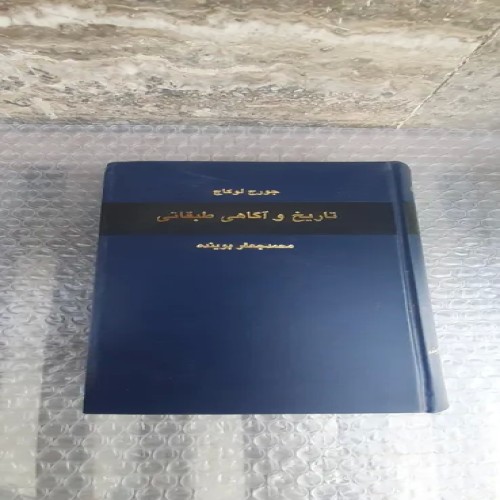 جورج لوکاچ
تاریخ و آگاهی طبقاتی
محمدجعفر پوینده